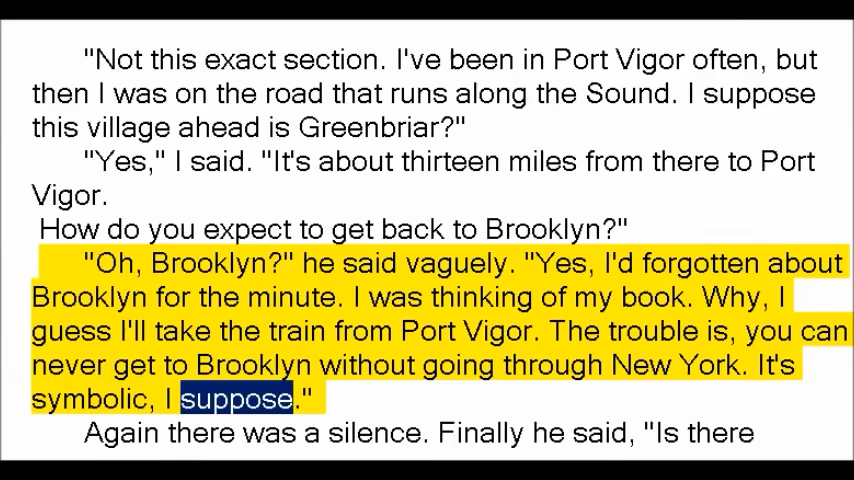 "Not this exact section. I've been in Port Vigor often, but
then I was on the road that runs along the Sound. I suppose
this village ahead is Greenbriar?"
"Yes," I said. "It's about thirteen miles from there to Port
Vigor.
How do you expect to get back to Brooklyn?"
"Oh, Brooklyn?" he said vaguely. "Yes, I'd forgotten about
Brooklyn for the minute. I was thinking of my book. Why, I
guess I'll take the train from Port Vigor. The trouble is, you can
never get to Brooklyn without going through New York. It's
symbolic, I suppose."
Again there was a silence. Finally he said, "Is there